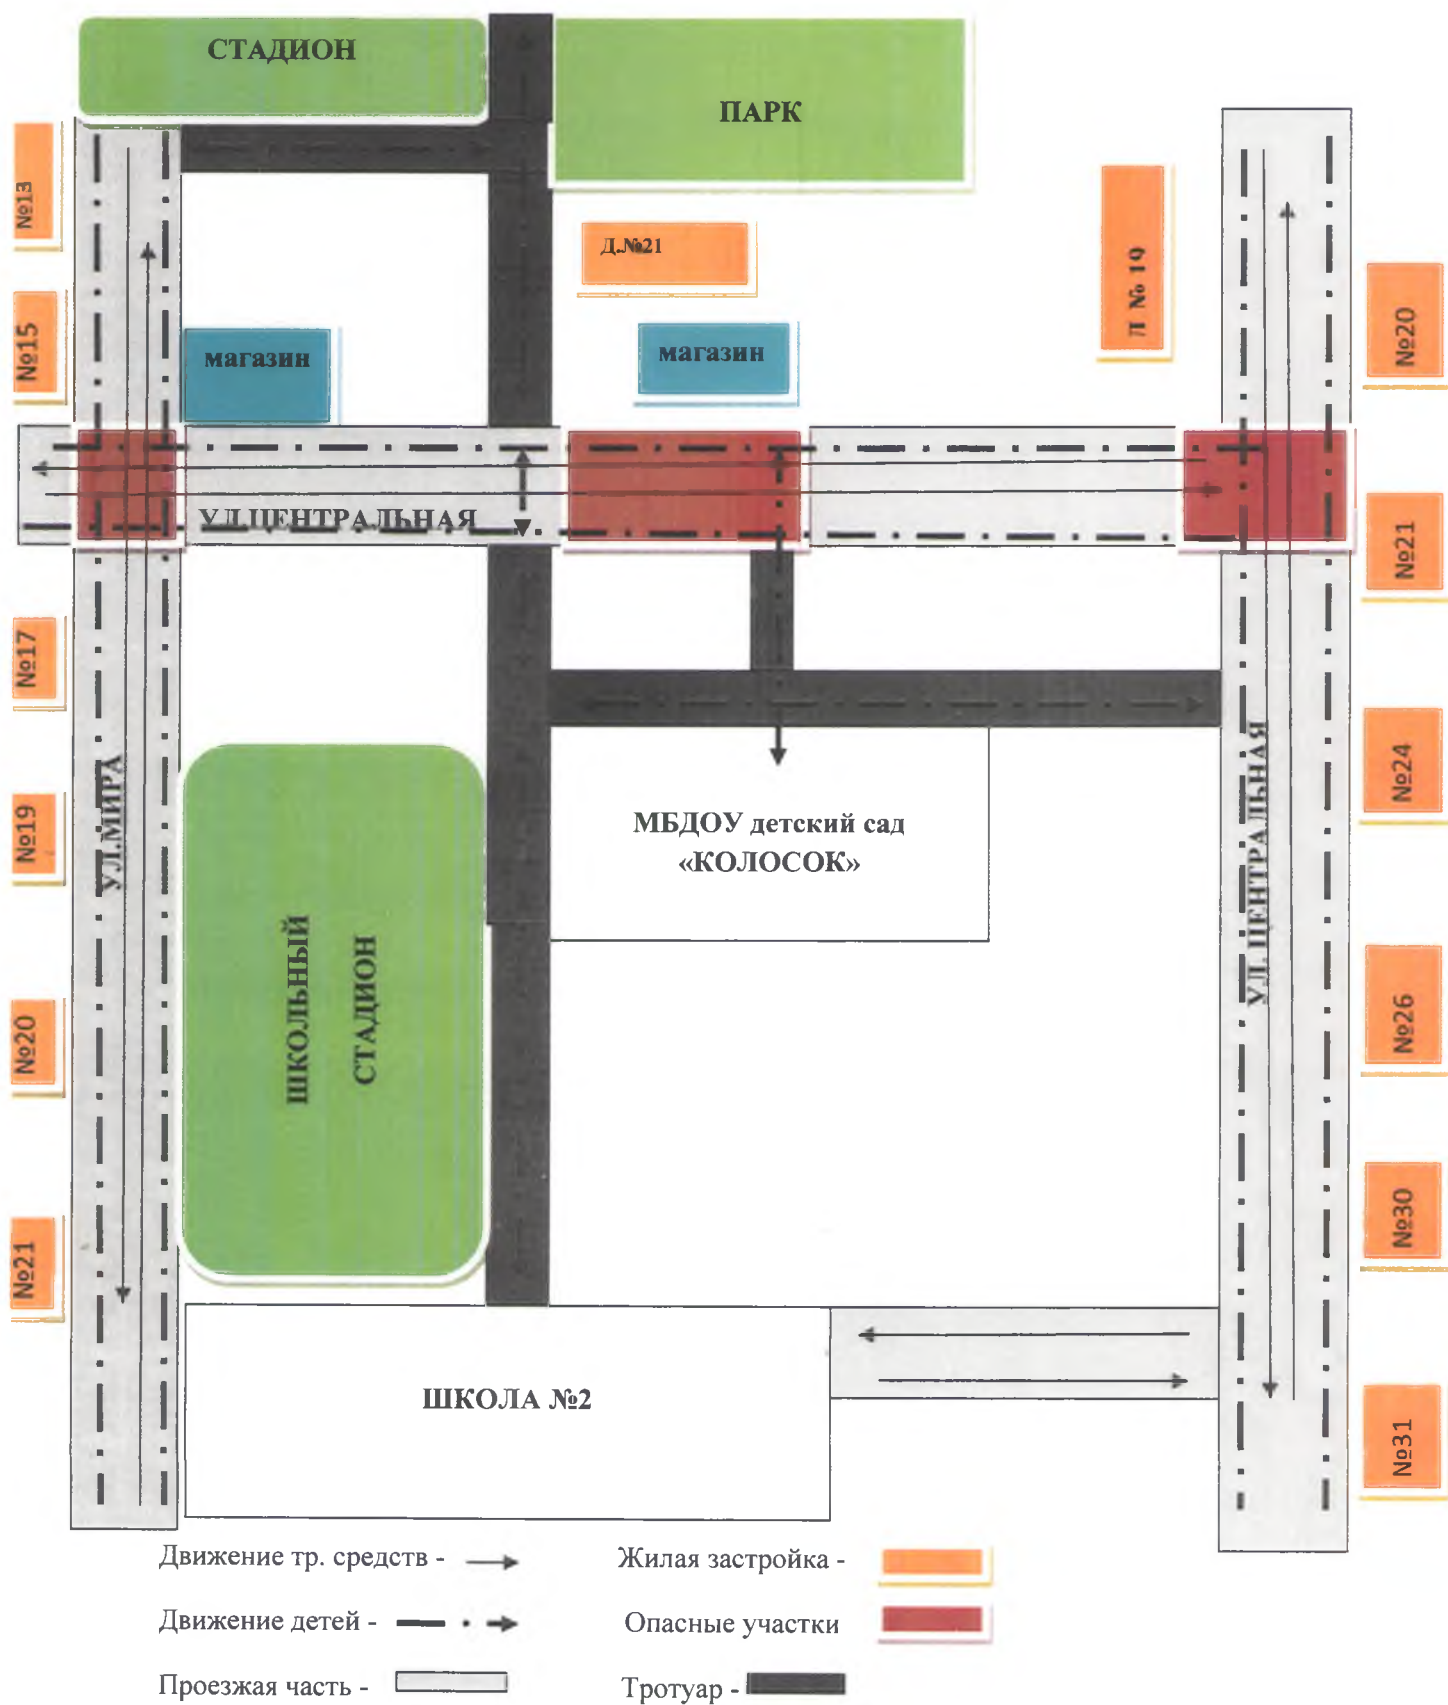 СТАДИОН
ПАРК
№13
Д.№21
Л № 19
№15
магазин
магазин
№20
УЛ.ЦЕНТРАЛЬНАЯ
№21
№17
№24
УЛ.МИРА
УЛ. ЦЕНТРАЛЬНАЯ
№19
МБДОУ детский сад
«КОЛОСОК»
ШКОЛЬНЫЙ
СТАДИОН
№20
№26
№21
№30
ШКОЛА №2
№31
Движение тр. средств -
Жилая застройка -
Движение детей -
Опасные участки
Проезжая часть -
Тротуар -